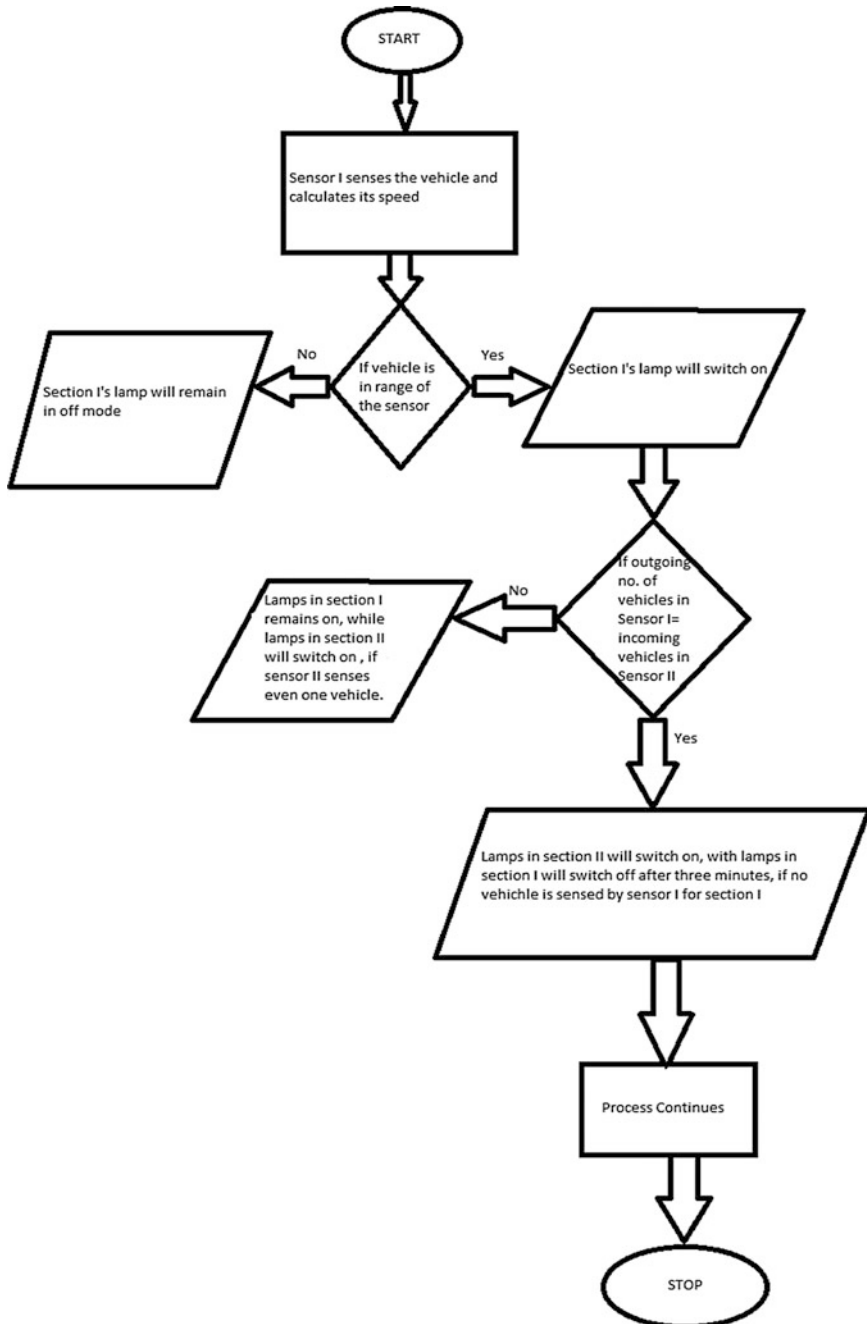 START
Sensor I senses the vehicle and
calculates its speed
No
If vehicle is
in range of
the sensor
Yes
Section I's lamp will remain
in off mode
Section I's lamp will switch on
If outgoing
no. of
vehicles in
Sensor I=
incoming
vehicles in
Sensor II
No
Lamps in section I
remains on, while
lamps in section II
will switch on , if
sensor II senses
even one vehicle.
Yes
Lamps in section II will switch on, with lamps in
section I will switch off after three minutes, if no
vehichle is sensed by sensor I for section I
Process Continues
STOP